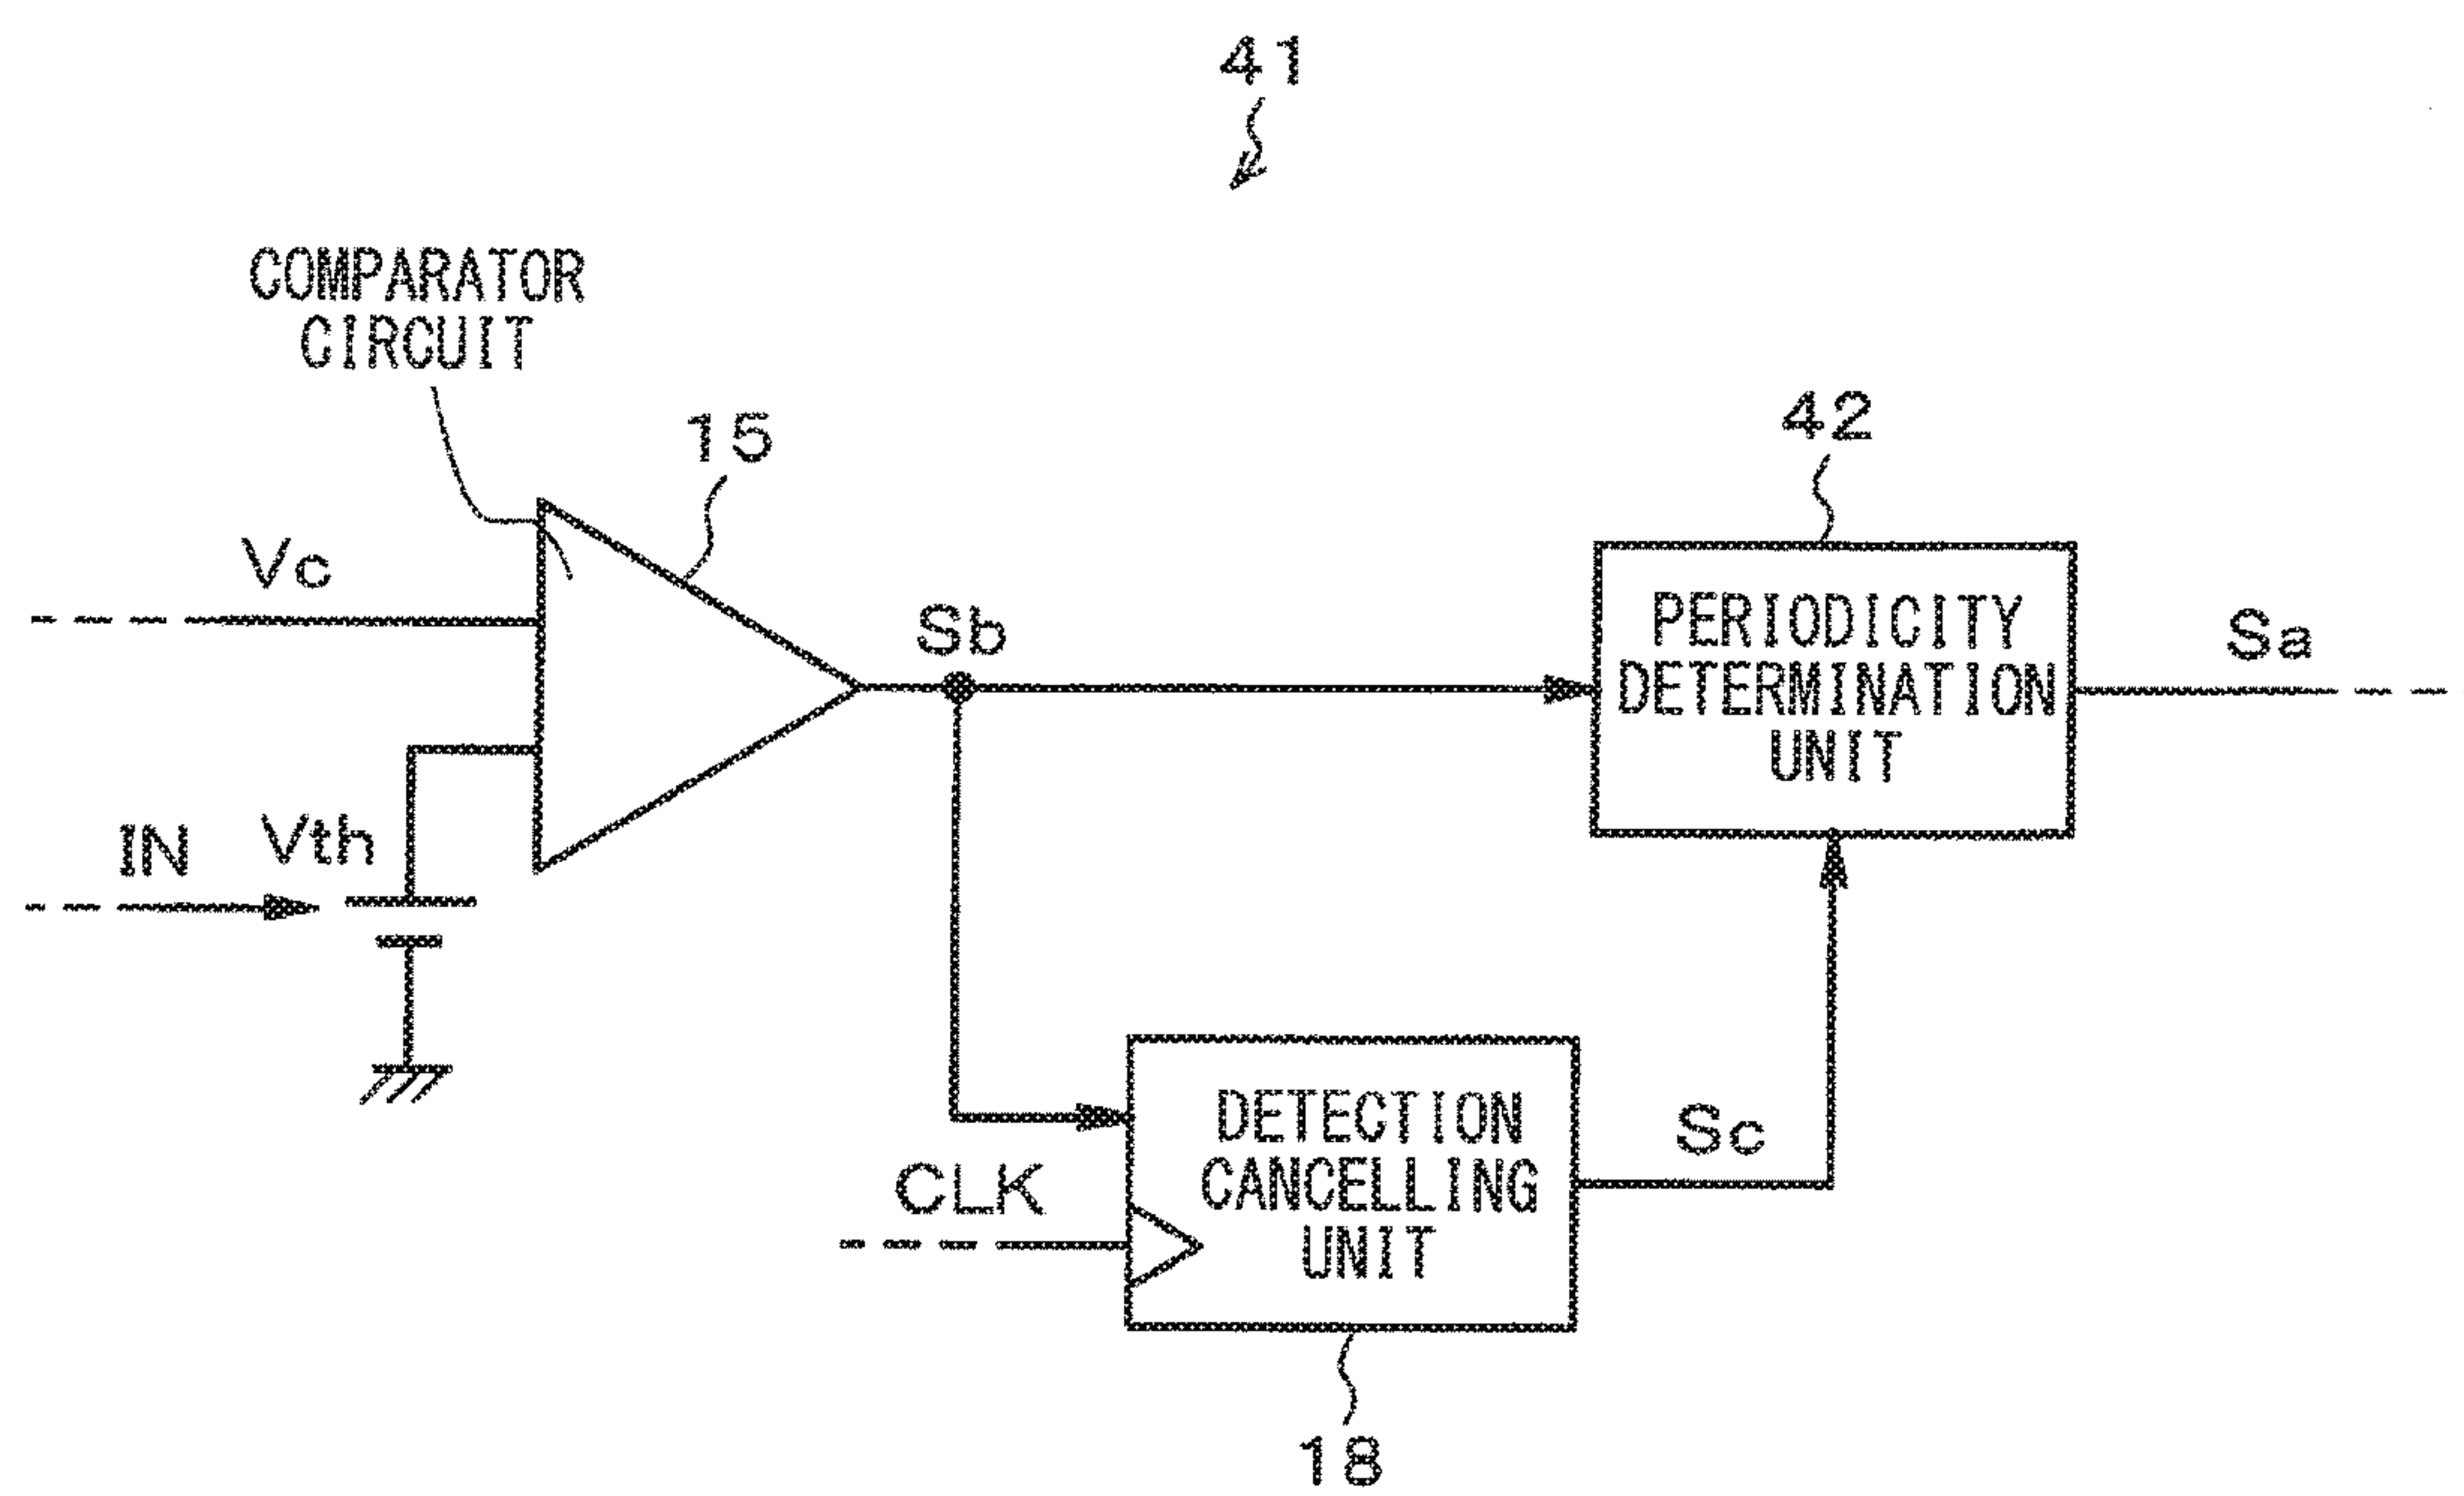 41
COMPARATOR
CIRCUIT
15
42
Vc
Sb
PERIODICITY
DETERMINATION
UNIT
Sa
IN
Vth
DETECTION
CANCELLING
UNIT
Sc
CLK
18